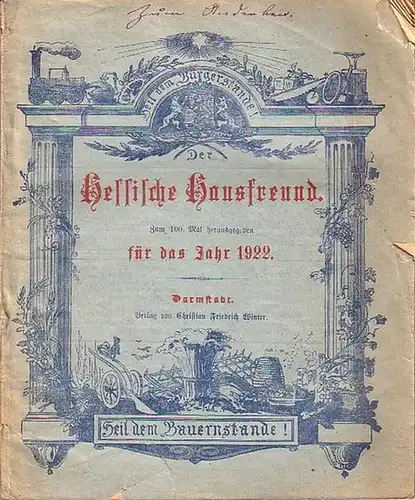 Zum Andenken.
Heil dem Bürgerstande!
Der
Hessische Hausfreund.
Zum 100. Mal herausgegeben
für das Jahr 1922.
Darmstadt.
Verlag von Christian Friedrich Winter.
Heil dem Bauernstande!